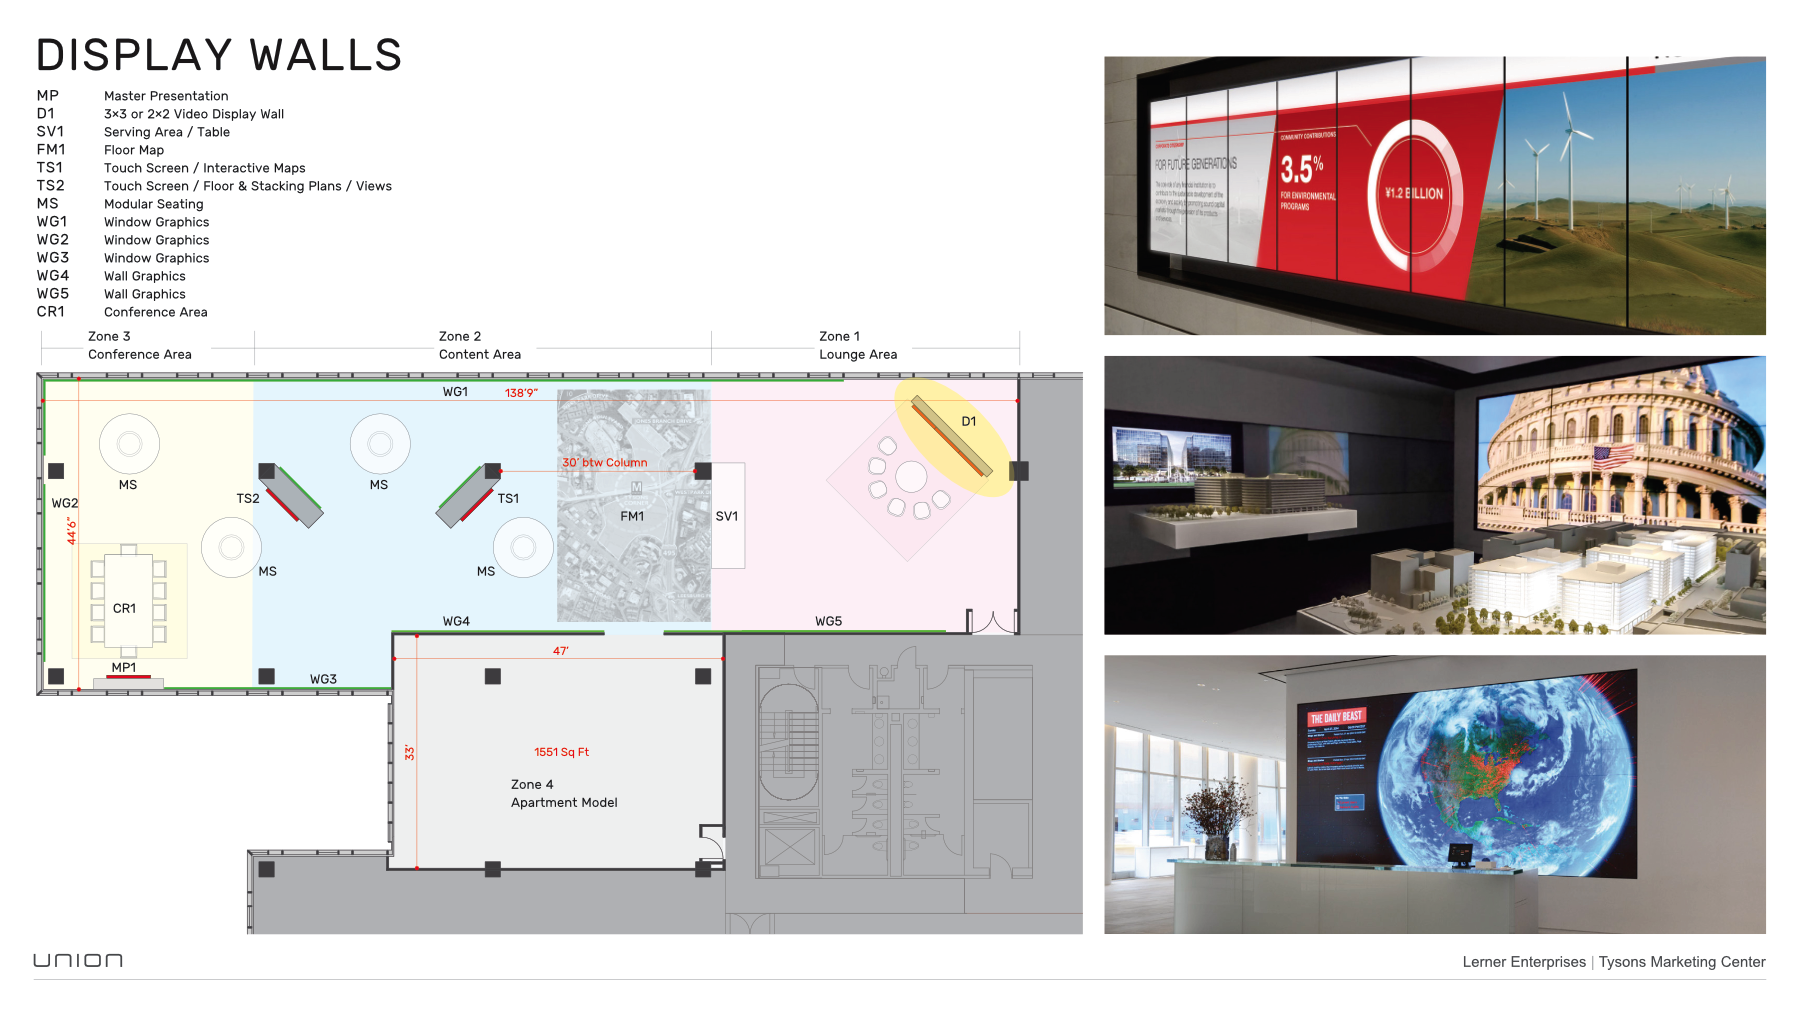 DISPLAY WALLS
MP Master Presentation
D1 3×3 or 2×2 Video Display Wall
SV1 Serving Area / Table
FM1 Floor Map
TS1 Touch Screen / Interactive Maps
TS2 Touch Screen / Floor & Stacking Plans / Views
MS Modular Seating
WG1 Window Graphics
WG2 Window Graphics
WG3 Window Graphics
WG4 Wall Graphics
WG5 Wall Graphics
CR1 Conference Area
Zone 3
Conference Area
Zone 2
Content Area
Zone 1
Lounge Area
WG1
138'9"
D1
30' btw Column
MS
MS
TS2
TS1
WG2
44'6"
M
FM1
SV1
MS
MS
CR1
WG4
WG5
MP1
WG3
47'
33'
1551 Sq Ft
Zone 4
Apartment Model
FOR FUTURE GENERATIONS
COMMUNITY CONTRIBUTIONS
3.5%
FOR ENVIRONMENTAL
PROGRAMS
¥1.2 BILLION
THE DAILY BEAST
UNION
Lerner Enterprises | Tysons Marketing Center